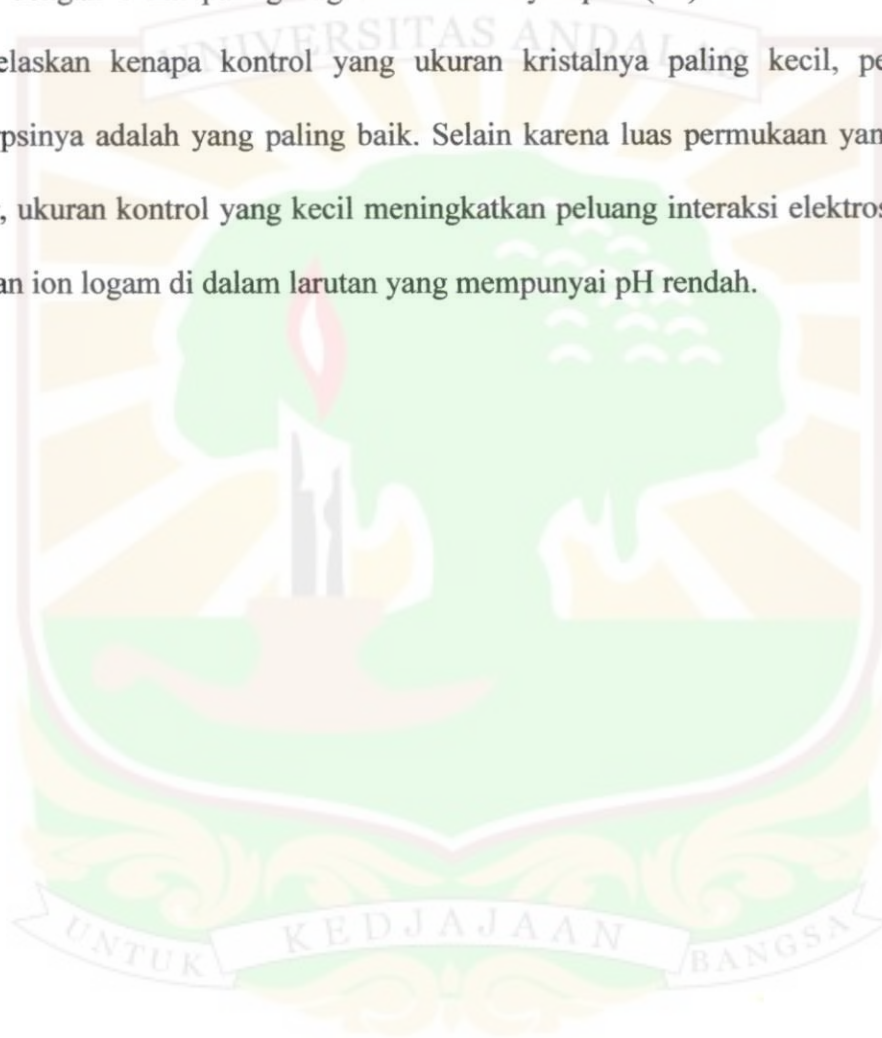 UNIVERSITAS ANDALAS
elaskan kenapa kontrol yang ukuran kristalnya paling kecil, pe
psinya adalah yang paling baik. Selain karena luas permukaan yan
, ukuran kontrol yang kecil meningkatkan peluang interaksi elektros
an ion logam di dalam larutan yang mempunyai pH rendah.
UNTUK KEDJAJAAN BANGSA